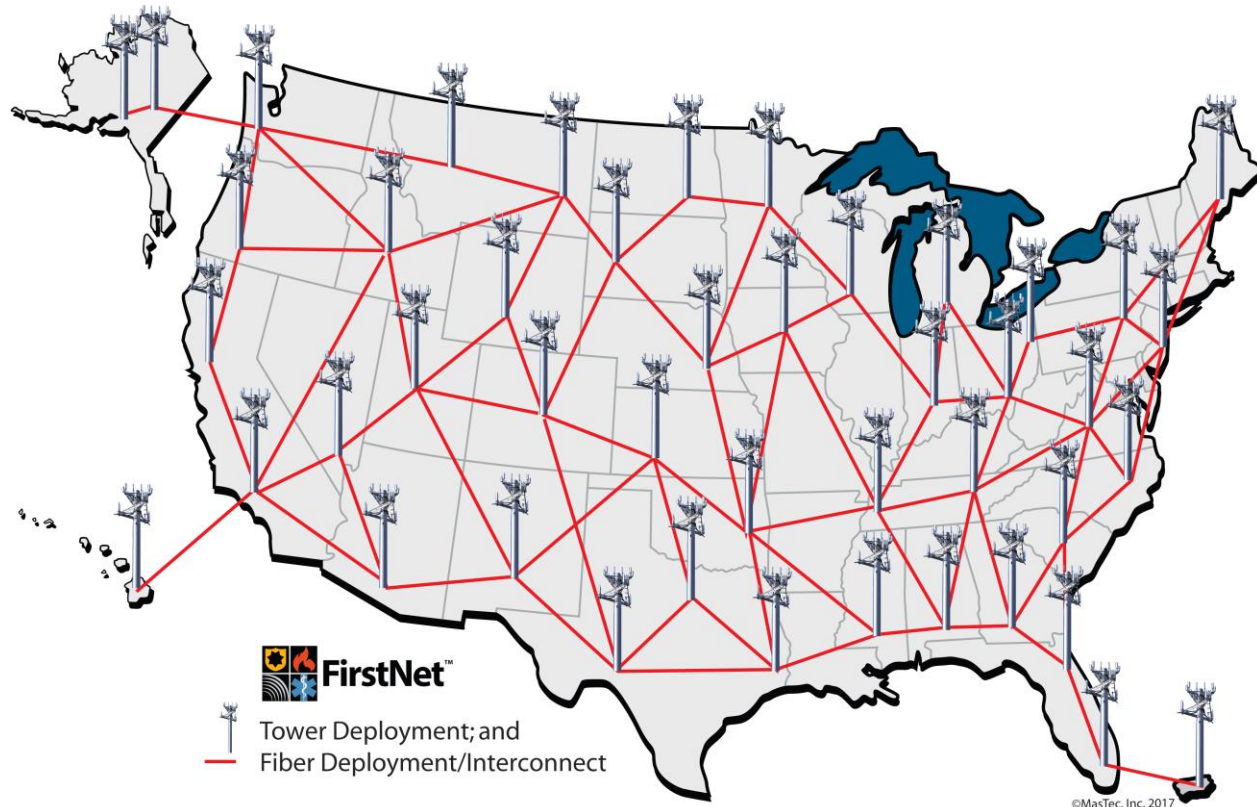 FirstNet™
Tower Deployment; and
Fiber Deployment/Interconnect
©MasTec, Inc. 2017